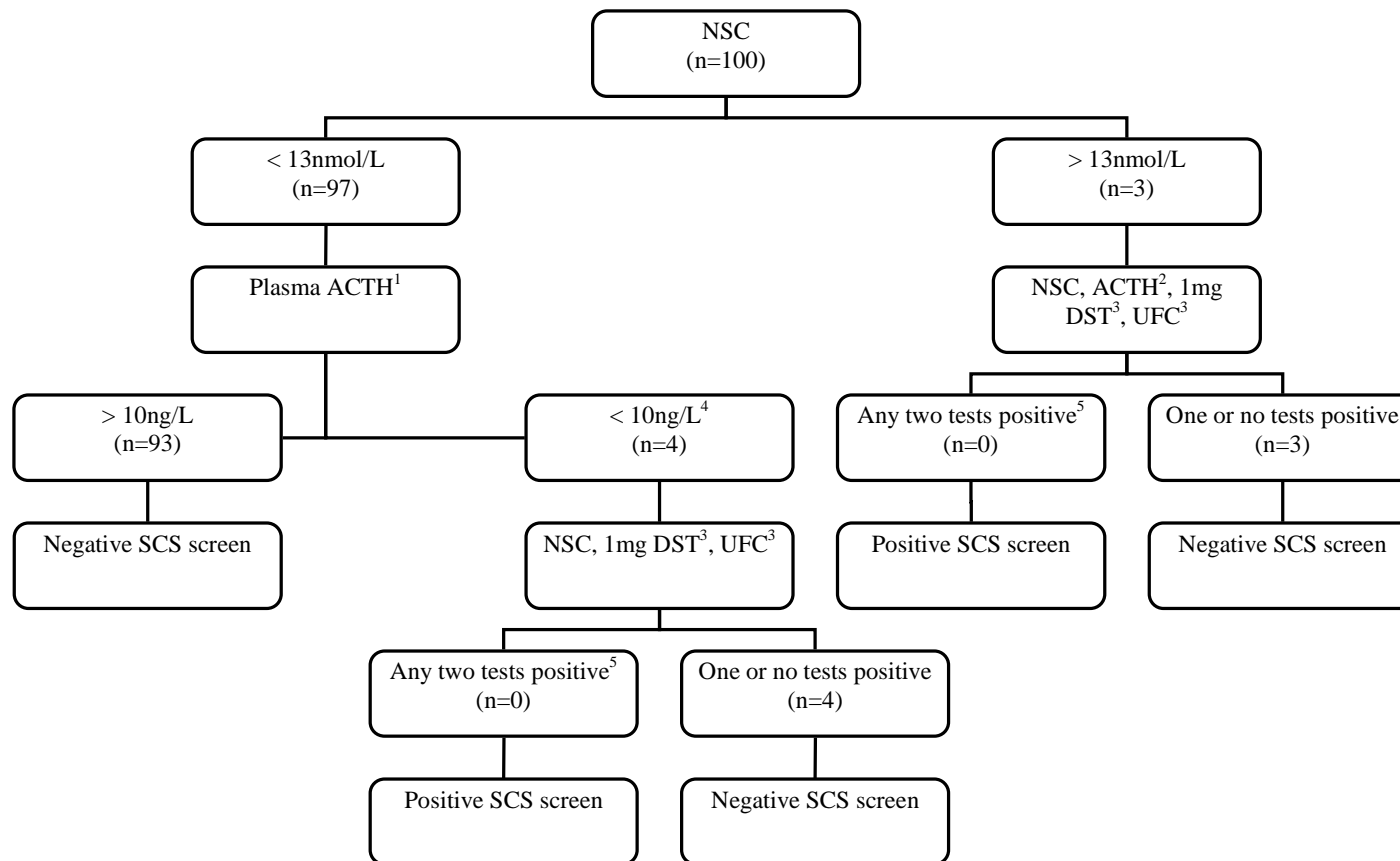 NSC
(n=100)
< 13nmol/L
(n=97)
> 13nmol/L
(n=3)
Plasma ACTH¹
NSC, ACTH², 1mg
DST³, UFC³
> 10ng/L
(n=93)
< 10ng/L⁴
(n=4)
Any two tests positive⁵
(n=0)
One or no tests positive
(n=3)
Negative SCS screen
NSC, 1mg DST³, UFC³
Positive SCS screen
Negative SCS screen
Any two tests positive⁵
(n=0)
One or no tests positive
(n=4)
Positive SCS screen
Negative SCS screen